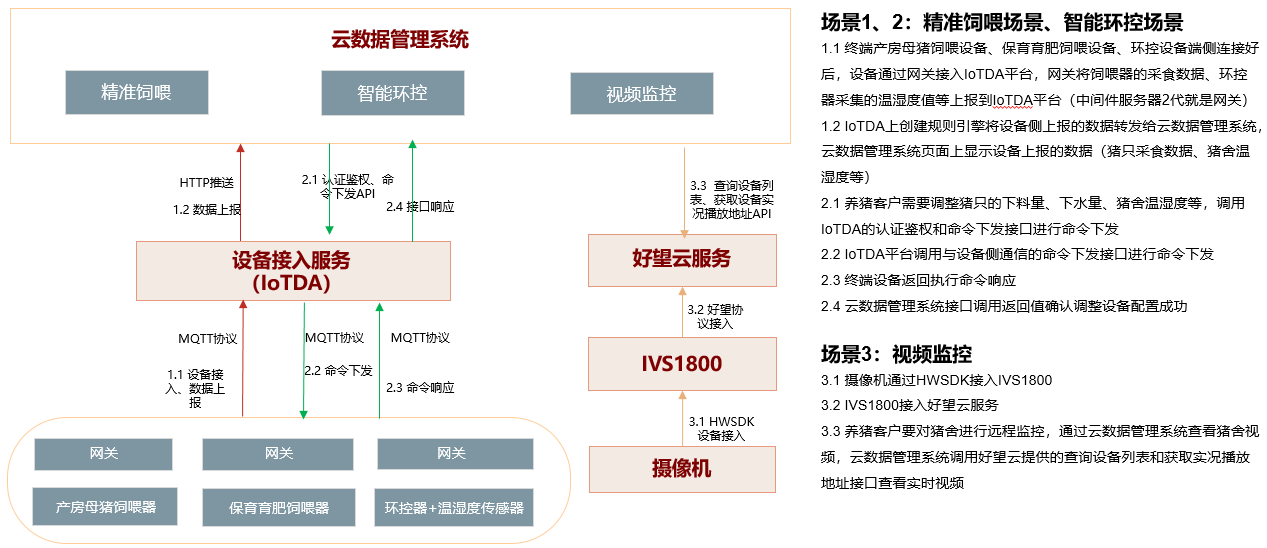 云数据管理系统
精准饲喂
智能环控
视频监控
HTTP推送
1.2 数据上报
2.1 认证鉴权、命
令下发API
2.4 接口响应
3.3 查询设备列
表、获取设备实
况播放地址API
设备接入服务
(IoTDA)
好望云服务
MQTT协议
MQTT协议
MQTT协议
1.1 设备接
入、数据上
报
2.2 命令下发
2.3 命令响应
3.2 好望协
议接入
IVS1800
3.1 HWSDK
设备接入
摄像机
网关
网关
网关
产房母猪饲喂器
保育育肥饲喂器
环控器+温湿度传感器
场景1、2：精准饲喂场景、智能环控场景
1.1 终端产房母猪饲喂设备、保育育肥饲喂设备、环控设备端侧连接好
后，设备通过网关接入IoTDA平台，网关将饲喂器的采食数据、环控
器采集的温湿度值等上报到IoTDA平台（中间件服务器2代就是网关）
1.2 IoTDA上创建规则引擎将设备侧上报的数据转发给云数据管理系统，
云数据管理系统页面上显示设备上报的数据（猪只采食数据、猪舍温
湿度等）
2.1 养猪客户需要调整猪只的下料量、下水量、猪舍温湿度等，调用
IoTDA的认证鉴权和命令下发接口进行命令下发
2.2 IoTDA平台调用与设备侧通信的命令下发接口进行命令下发
2.3 终端设备返回执行命令响应
2.4 云数据管理系统接口调用返回值确认调整设备配置成功
场景3：视频监控
3.1 摄像机通过HWSDK接入IVS1800
3.2 IVS1800接入好望云服务
3.3 养猪客户要对猪舍进行远程监控，通过云数据管理系统查看猪舍视
频，云数据管理系统调用好望云提供的查询设备列表和获取实况播放
地址接口查看实时视频